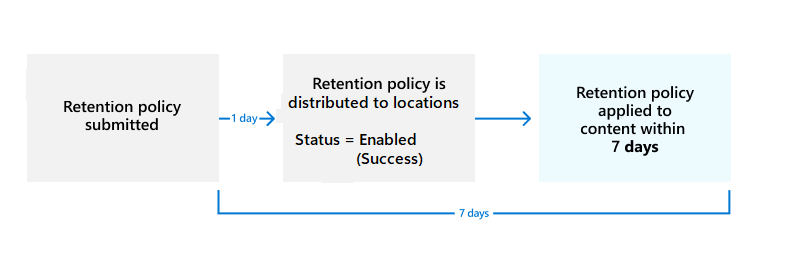 Retention policy
submitted
1 day
Retention policy is
distributed to locations
Status = Enabled
(Success)
Retention policy
applied to
content within
7 days
7 days